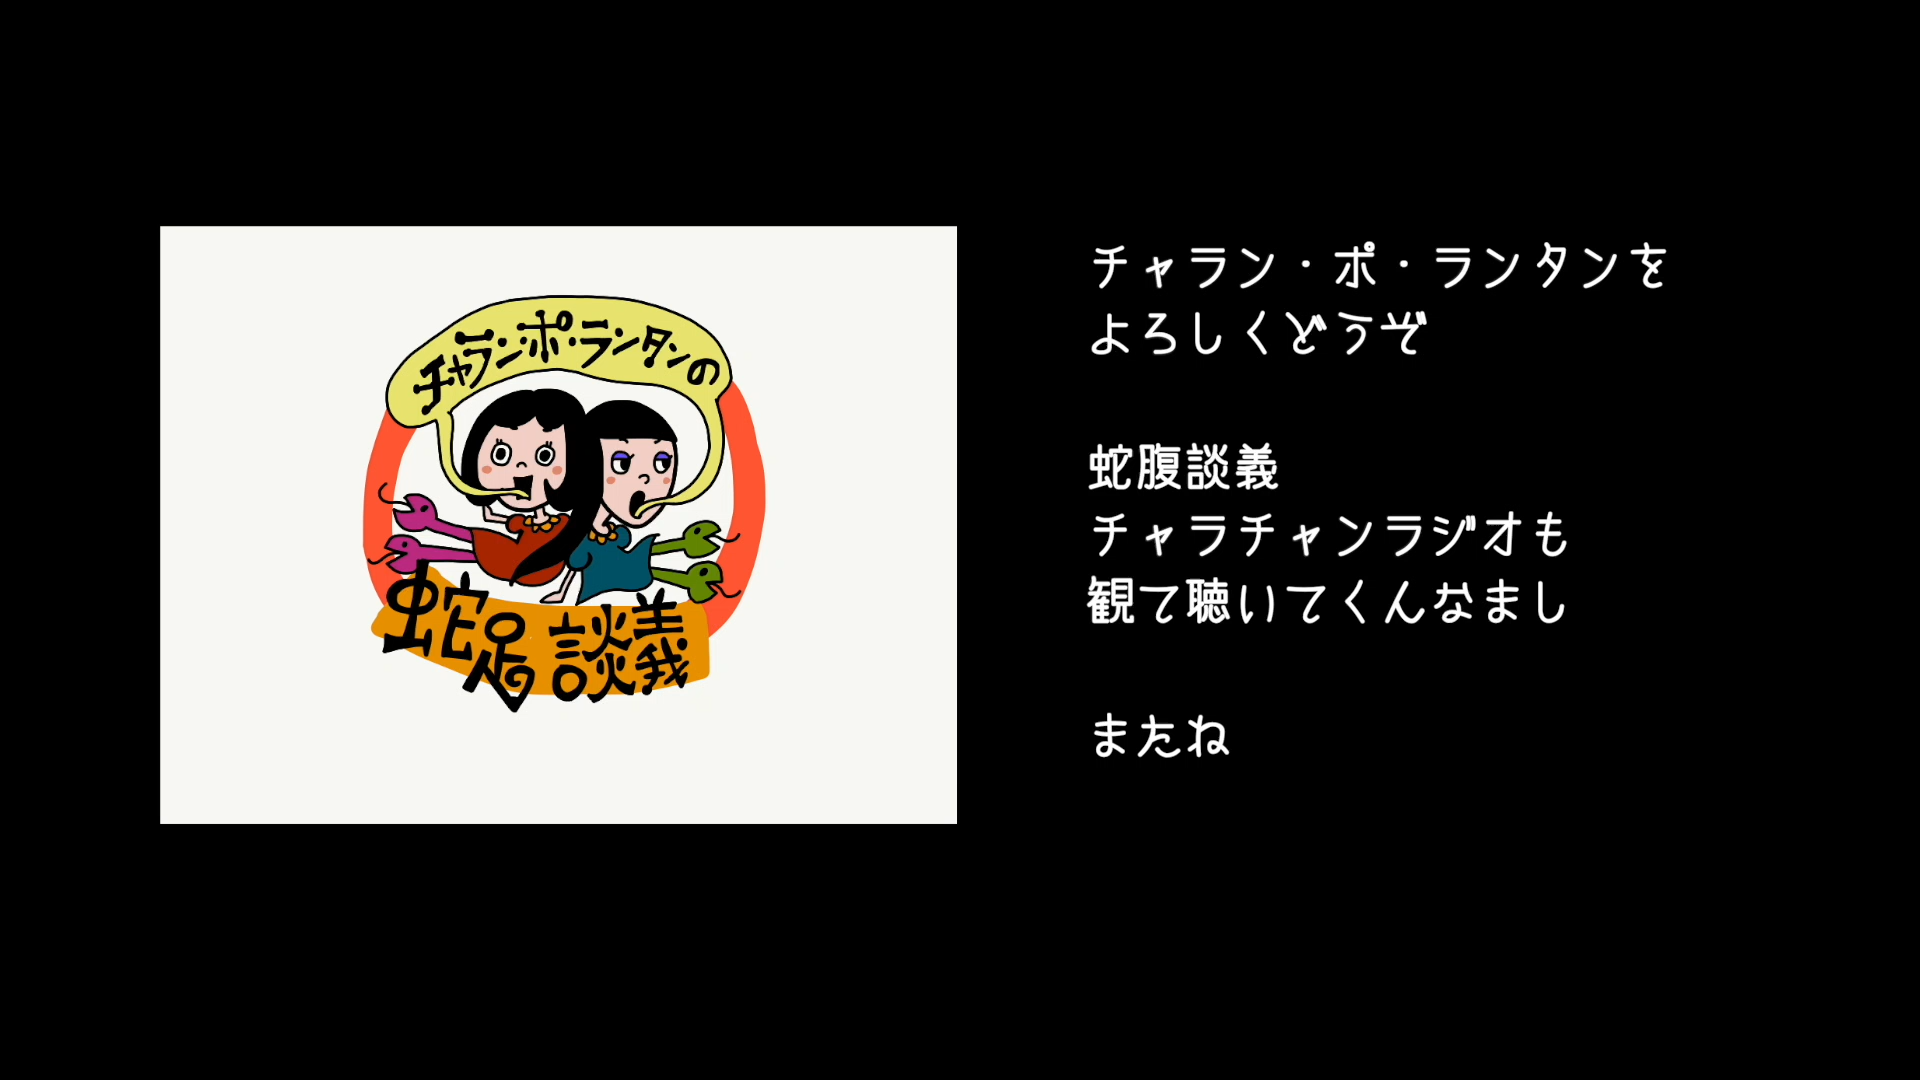 チャラン・ポ・ランタンの
蛇足談義
チャラン・ポ・ランタンを
よろしくどうぞ
蛇腹談義
チャラチャンラジオも
観て聴いてくんなまし
またね